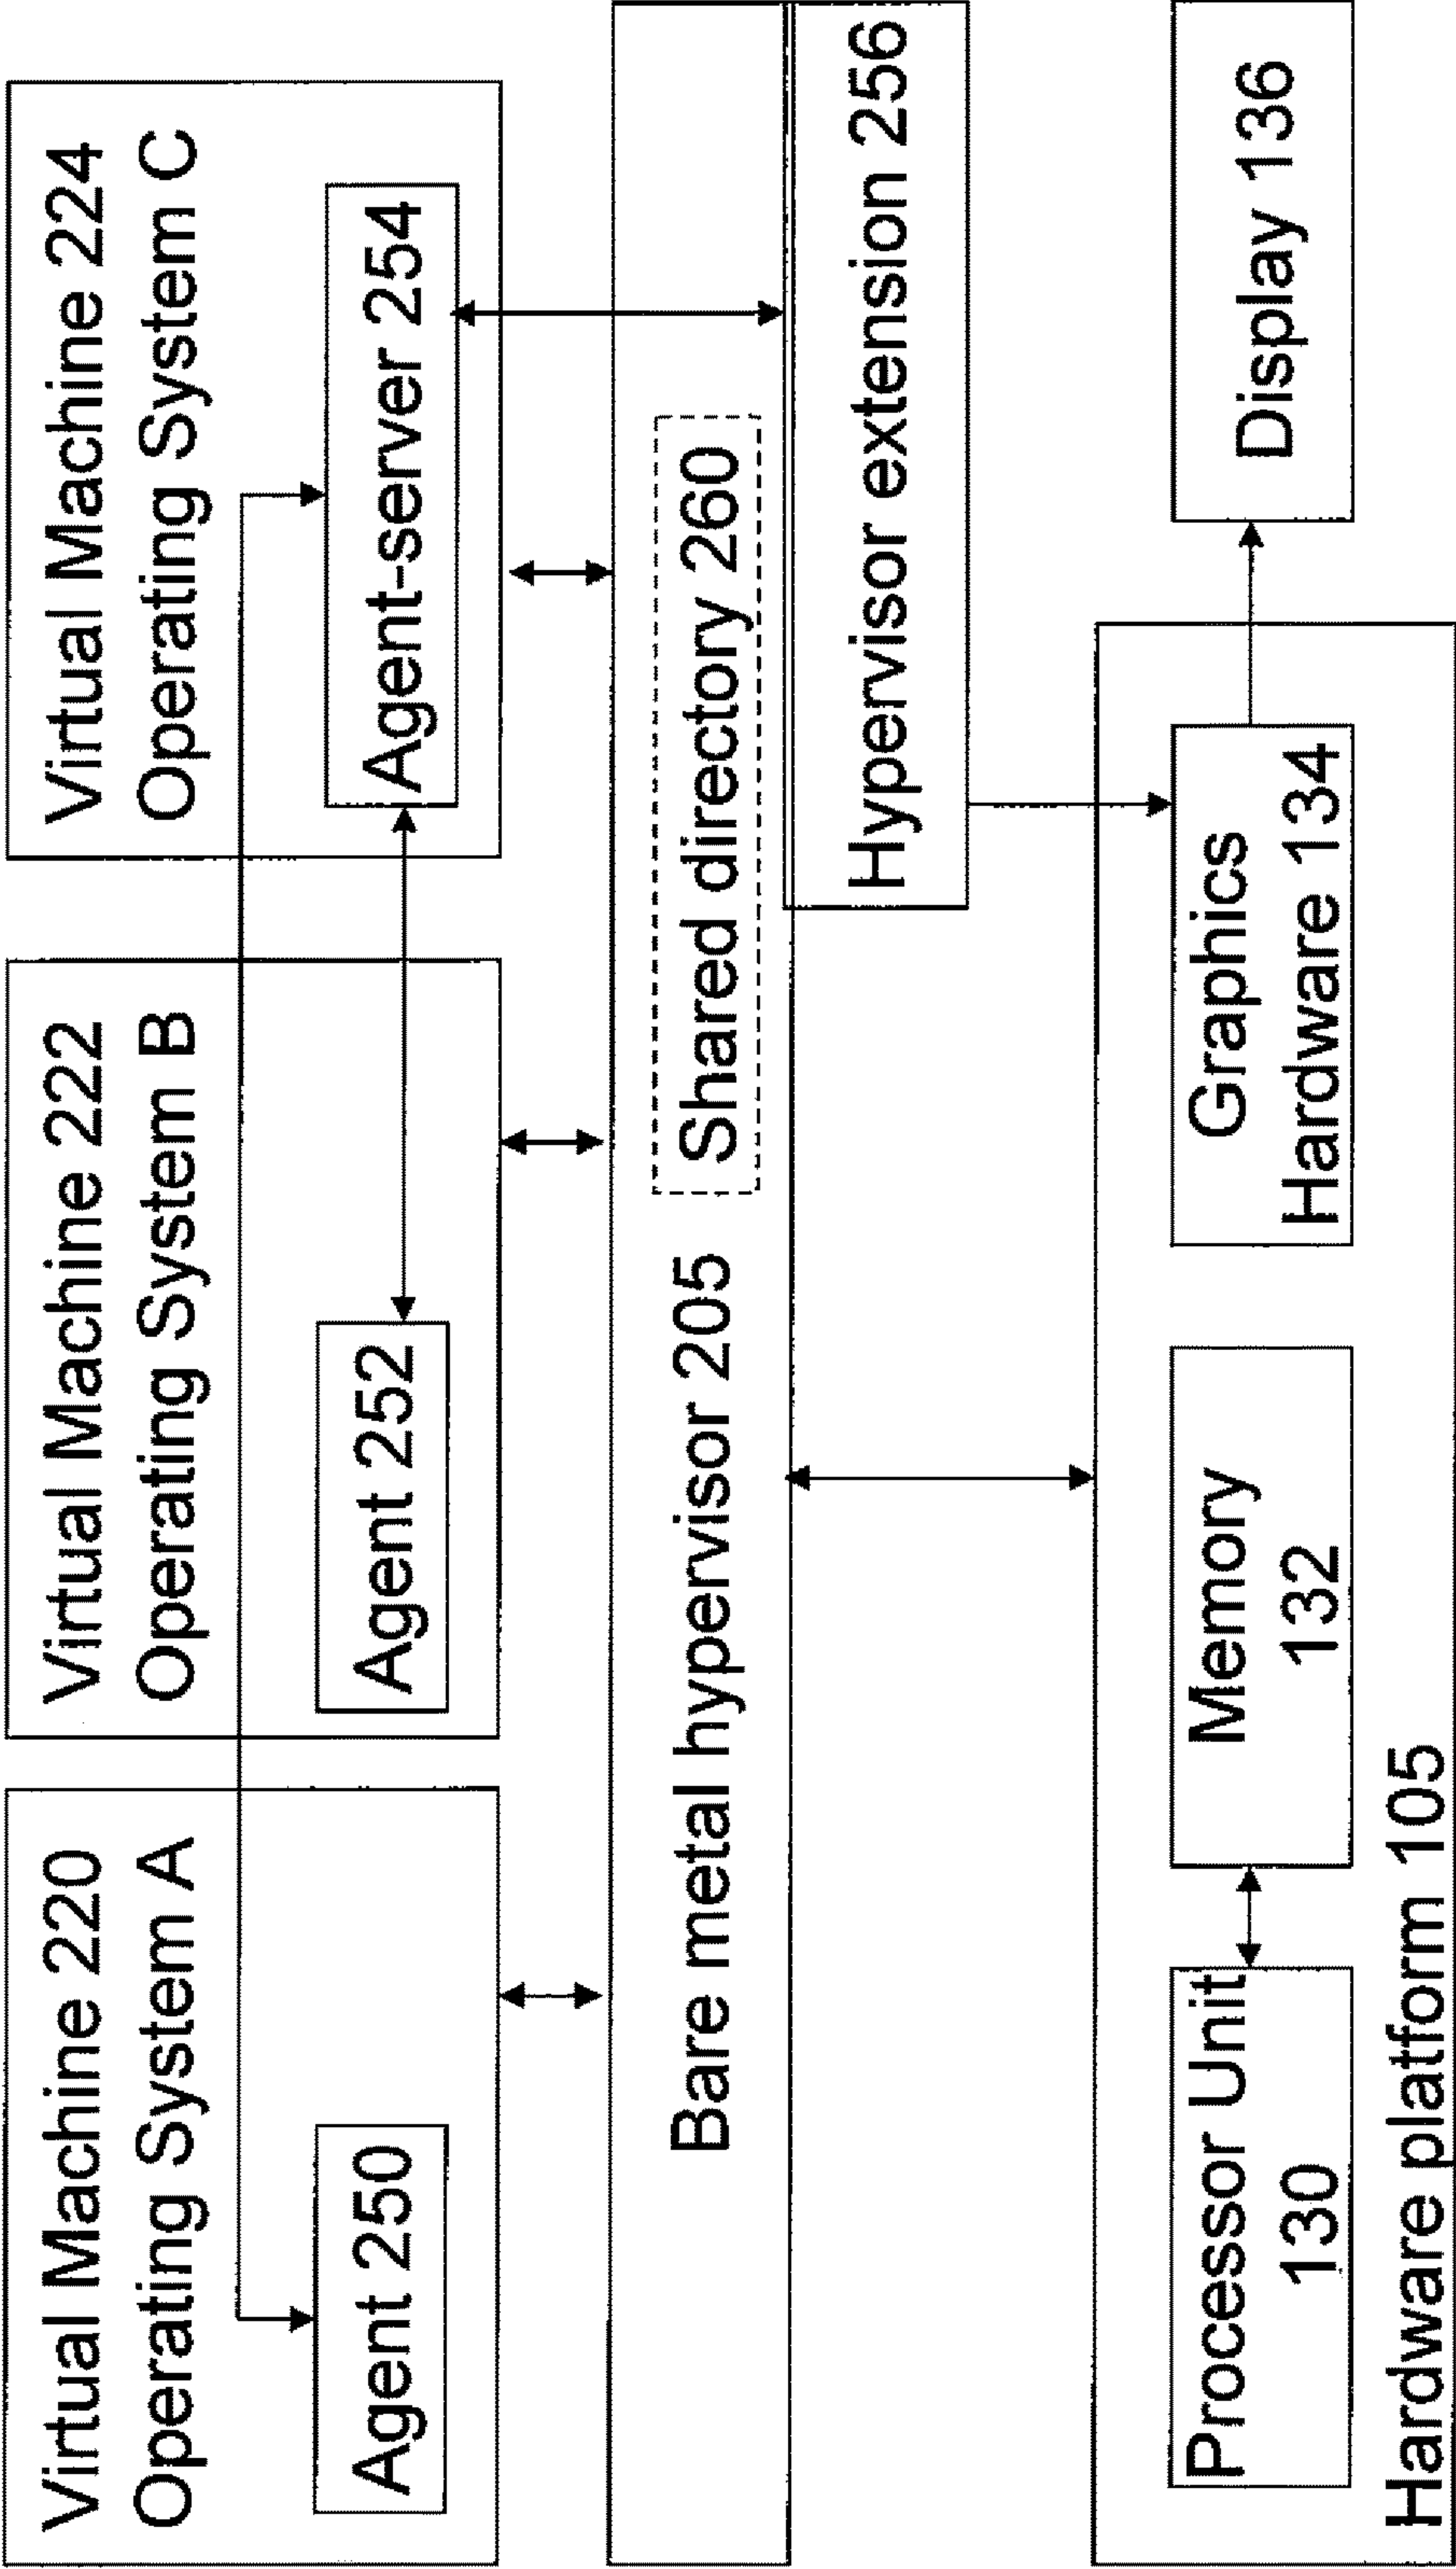 Virtual Machine 220
Operating System A
Agent 250
Virtual Machine 222
Operating System B
Agent 252
Virtual Machine 224
Operating System C
Agent-server 254
Bare metal hypervisor 205
Shared directory 260
Hypervisor extension 256
Processor Unit
130
Memory
132
Graphics
Hardware 134
Display 136
Hardware platform 105